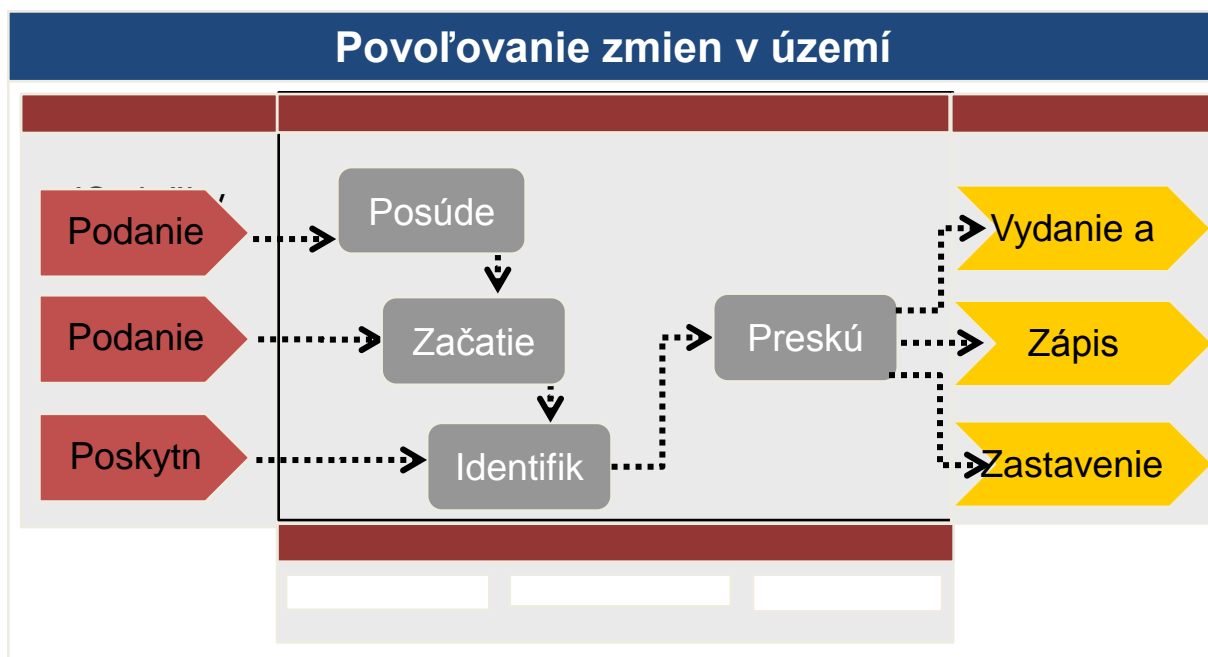 Povoľovanie zmien v území
Podanie
Posúde
Vydanie a
Podanie
Začatie
Preskú
Zápis
Poskytn
Identifik
Zastavenie